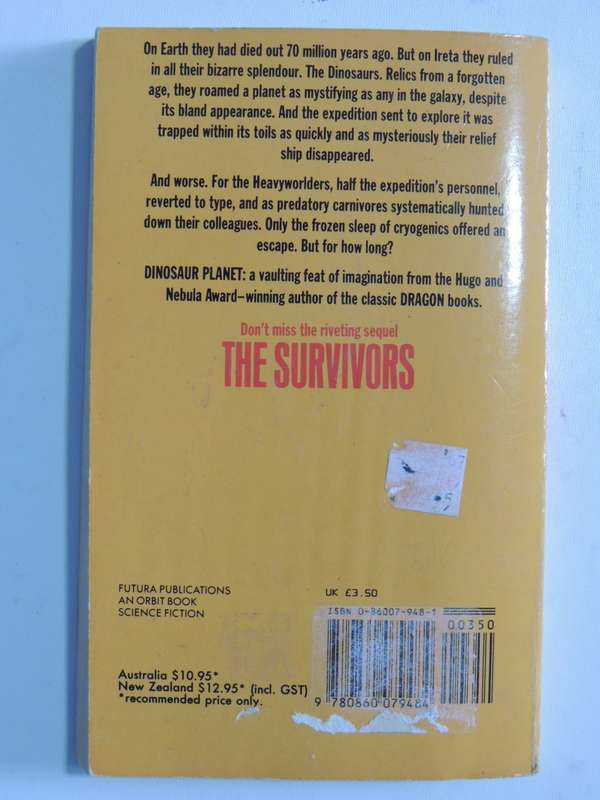 On Earth they had died out 70 million years ago. But on Ireta they ruled
in all their bizarre splendour. The Dinosaurs. Relics from a forgotten
age, they roamed a planet as mystifying as any in the galaxy, despite
its bland appearance. And the expedition sent to explore it was
trapped within its toils as quickly and as mysteriously their relief
ship disappeared.
And worse. For the Heavyworlders, half the expedition's personnel,
reverted to type, and as predatory carnivores systematically hunted
down their colleagues. Only the frozen sleep of cryogenics offered an
escape. But for how long?
DINOSAUR PLANET: a vaulting feat of imagination from the Hugo and
Nebula Award–winning author of the classic DRAGON books.
Don't miss the riveting sequel
THE SURVIVORS
FUTURA PUBLICATIONS
AN ORBIT BOOK
SCIENCE FICTION
UK £3.50
ISBN 0-86007-948-1
00350
Australia $10.95*
New Zealand $12.95* (incl. GST)
*recommended price only.
9 780860 079484